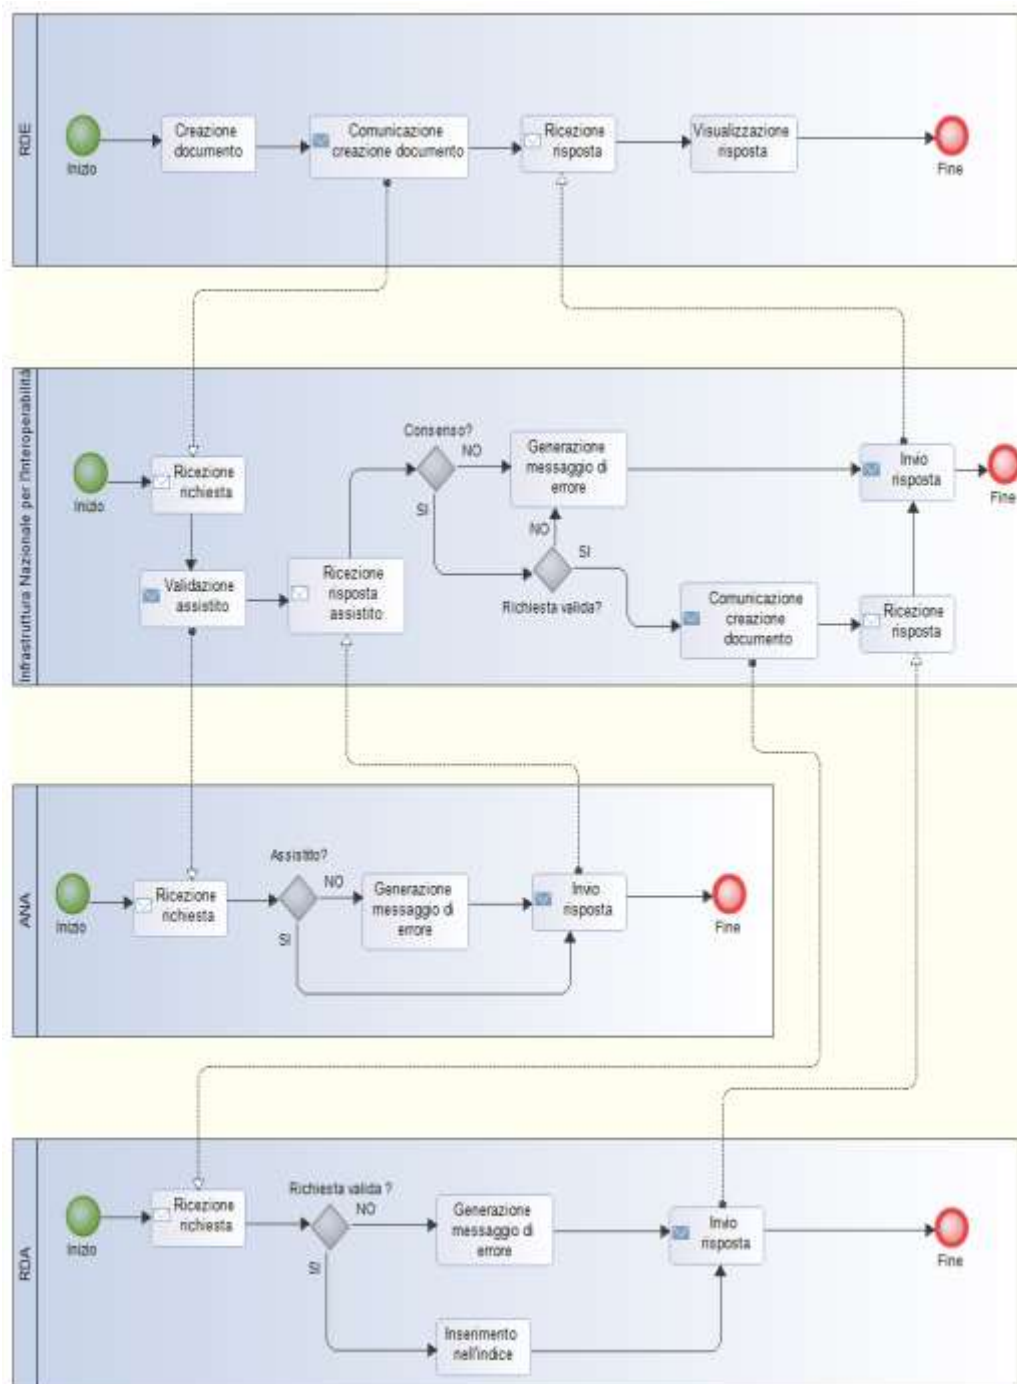 RDE
Inizio
Creazione
documento
Comunicazione
creazione documento
Ricezione
risposta
Visualizzazione
risposta
Fine
Infrastruttura Nazionale per l'Interoperabilità
Inizio
Ricezione
richiesta
Validazione
assistito
Ricezione
risposta
assistito
Consenso?
NO
SI
Generazione
messaggio di
errore
NO
SI
Richiesta valida?
Comunicazione
creazione
documento
Ricezione
risposta
Invio
risposta
Fine
ANA
Inizio
Ricezione
richiesta
Assistito?
NO
SI
Generazione
messaggio di
errore
Invio
risposta
Fine
RDA
Inizio
Ricezione
richiesta
Richiesta valida ?
NO
SI
Generazione
messaggio di
errore
Inserimento
nell'indice
Invio
risposta
Fine